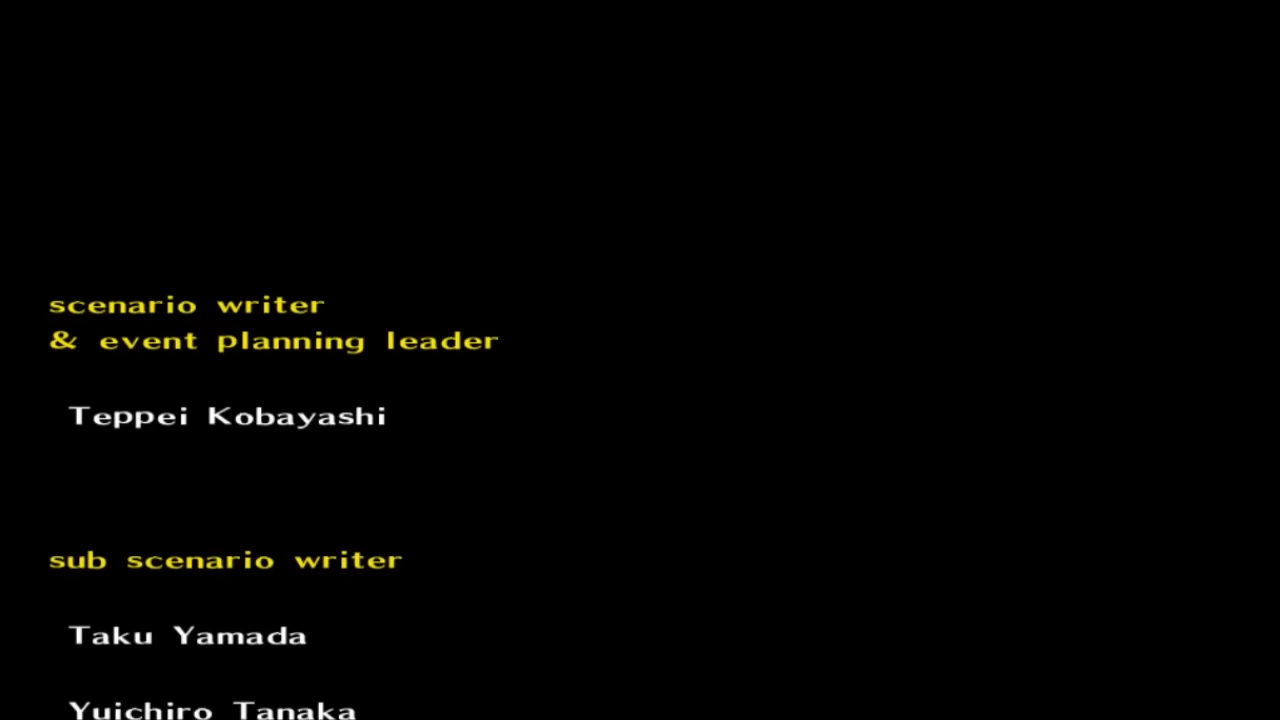 scenario writer
& event planning leader
Teppei Kobayashi
sub scenario writer
Taku Yamada
Yuichiro Tanaka